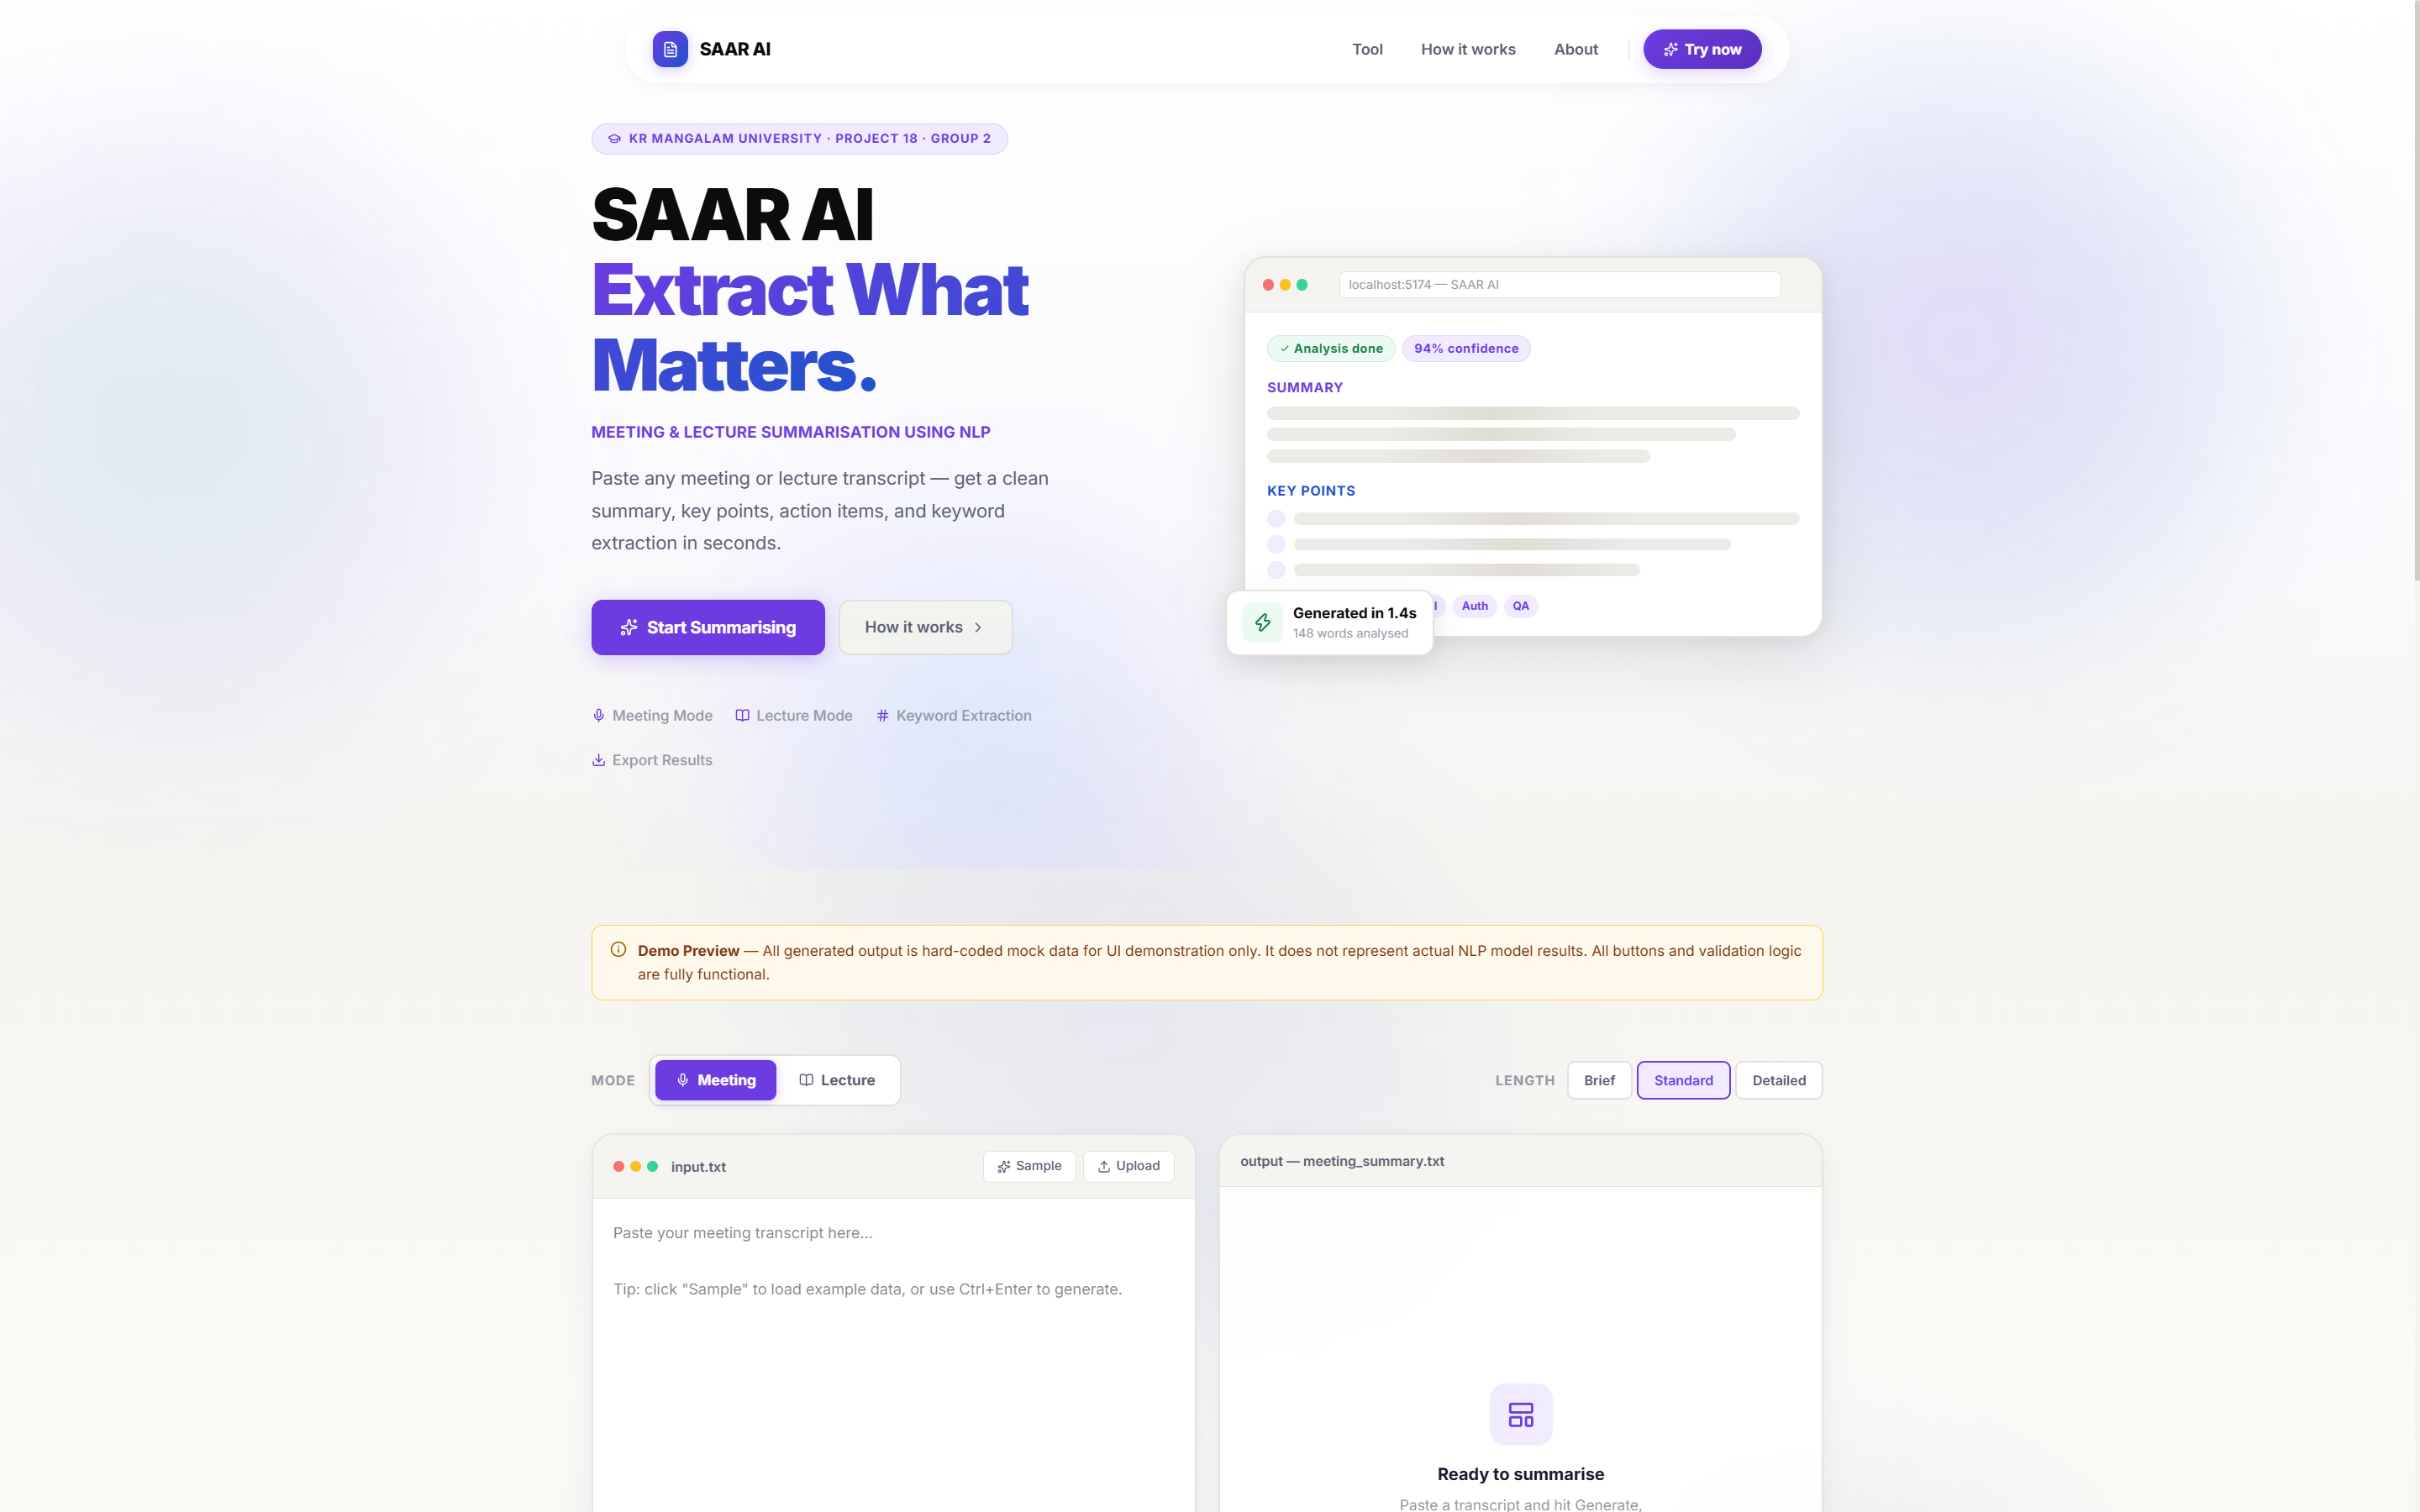 SAAR AI
Tool
How it works
About
Try now
KR MANGALAM UNIVERSITY · PROJECT 18 · GROUP 2
SAAR AI
Extract What
Matters.
MEETING & LECTURE SUMMARISATION USING NLP
Paste any meeting or lecture transcript — get a clean
summary, key points, action items, and keyword
extraction in seconds.
Start Summarising
How it works
Meeting Mode
Lecture Mode
Keyword Extraction
Export Results
localhost:5174 — SAAR AI
Analysis done
94% confidence
SUMMARY
KEY POINTS
Auth
QA
Generated in 1.4s
148 words analysed
Demo Preview — All generated output is hard-coded mock data for UI demonstration only. It does not represent actual NLP model results. All buttons and validation logic
are fully functional.
MODE
Meeting
Lecture
LENGTH
Brief
Standard
Detailed
input.txt
Sample
Upload
Paste your meeting transcript here...
Tip: click "Sample" to load example data, or use Ctrl+Enter to generate.
output — meeting_summary.txt
Ready to summarise
Paste a transcript and hit Generate,